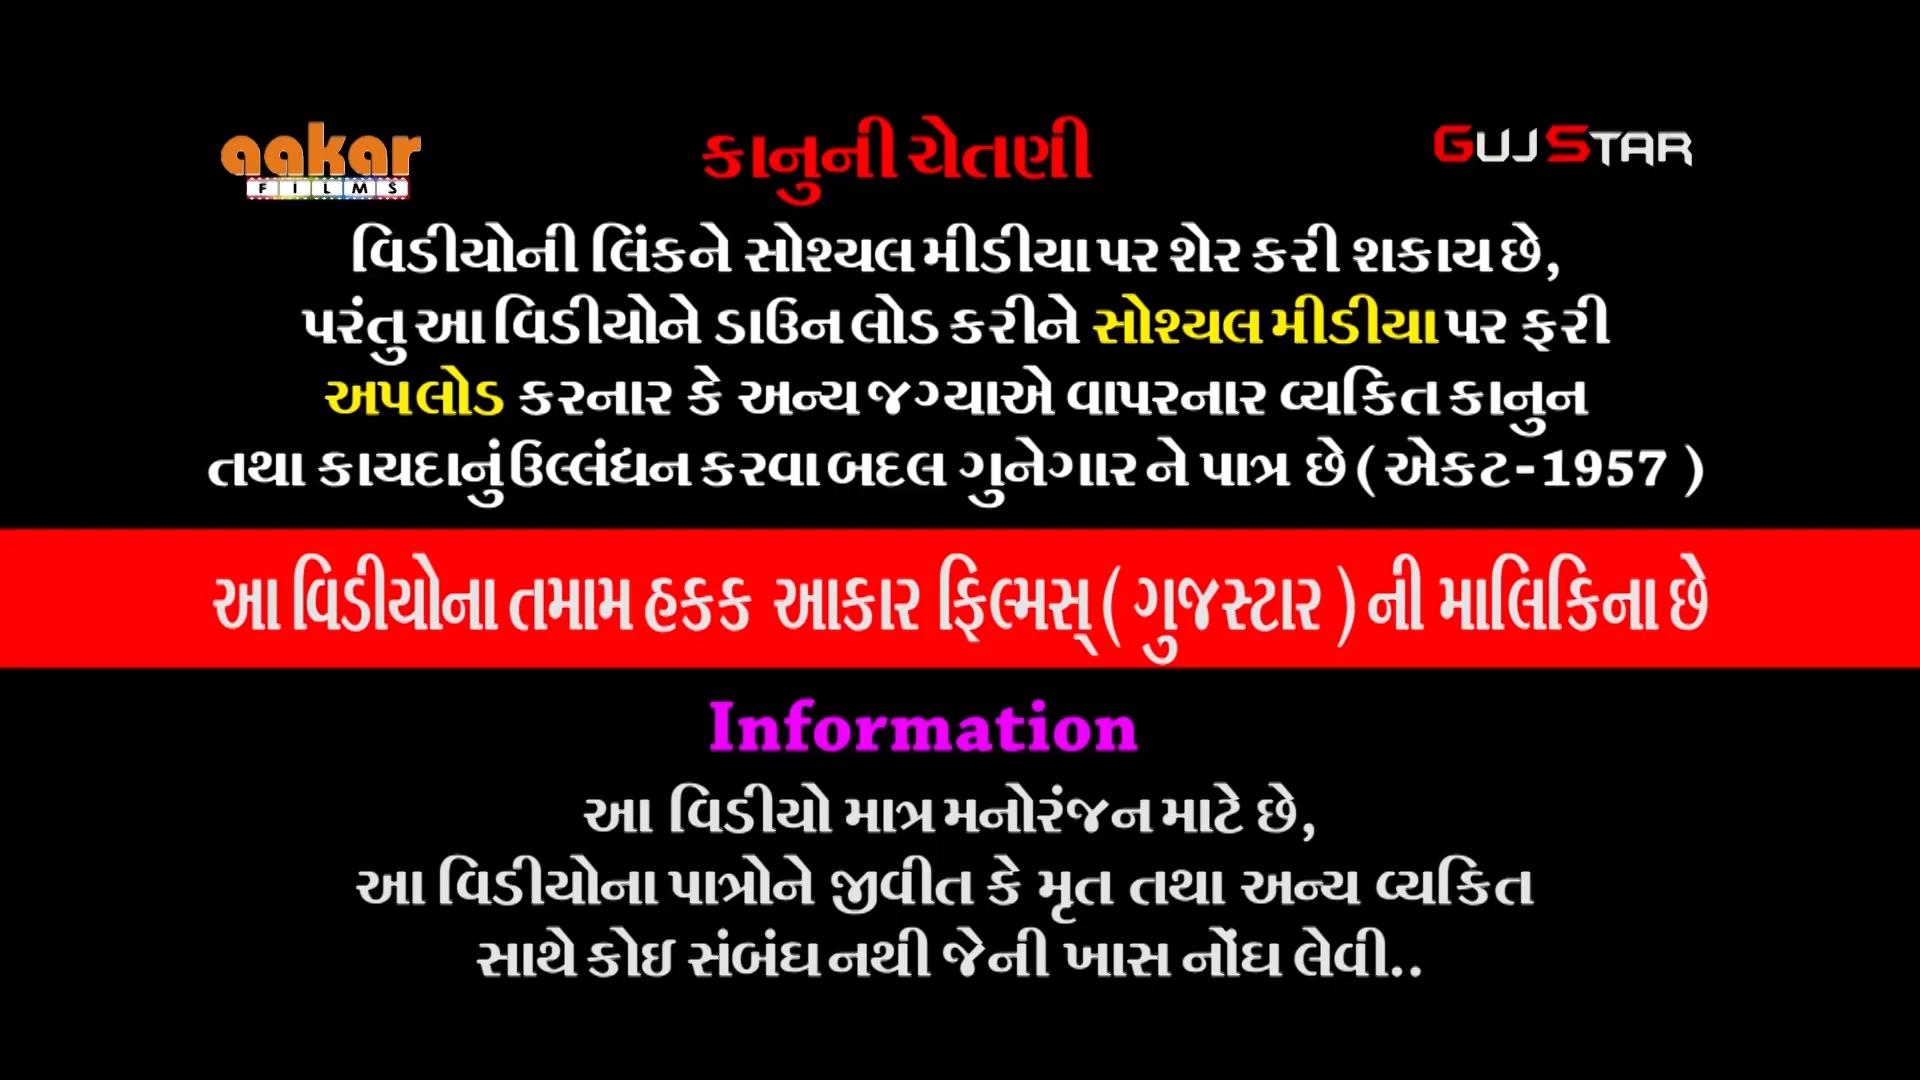 aakar
FILMS
કાનુની ચેતણી
GUJSTAR
વિડીયોની લિંકને સોશ્યલ મીડીયા પર શેર કરી શકાય છે,
પરંતુ આ વિડીયોને ડાઉન લોડ કરીને સોશ્યલ મીડીયા પર ફરી
અપલોડ કરનાર કે અન્ય જગ્યાએ વાપરનાર વ્યકિત કાનુન
તથા કાયદાનું ઉલ્લંઘન કરવા બદલ ગુનેગાર ને પાત્ર છે ( એકટ-1957 )
આ વિડીયોના તમામ હકક આકાર ફિલ્મસ્ ( ગુજસ્ટાર ) ની માલિકિના છે
Information
આ વિડીયો માત્ર મનોરંજન માટે છે,
આ વિડીયોના પાત્રોને જીવીત કે મૃત તથા અન્ય વ્યકિત
સાથે કોઇ સંબંઘ નથી જેની ખાસ નોંઘ લેવી..